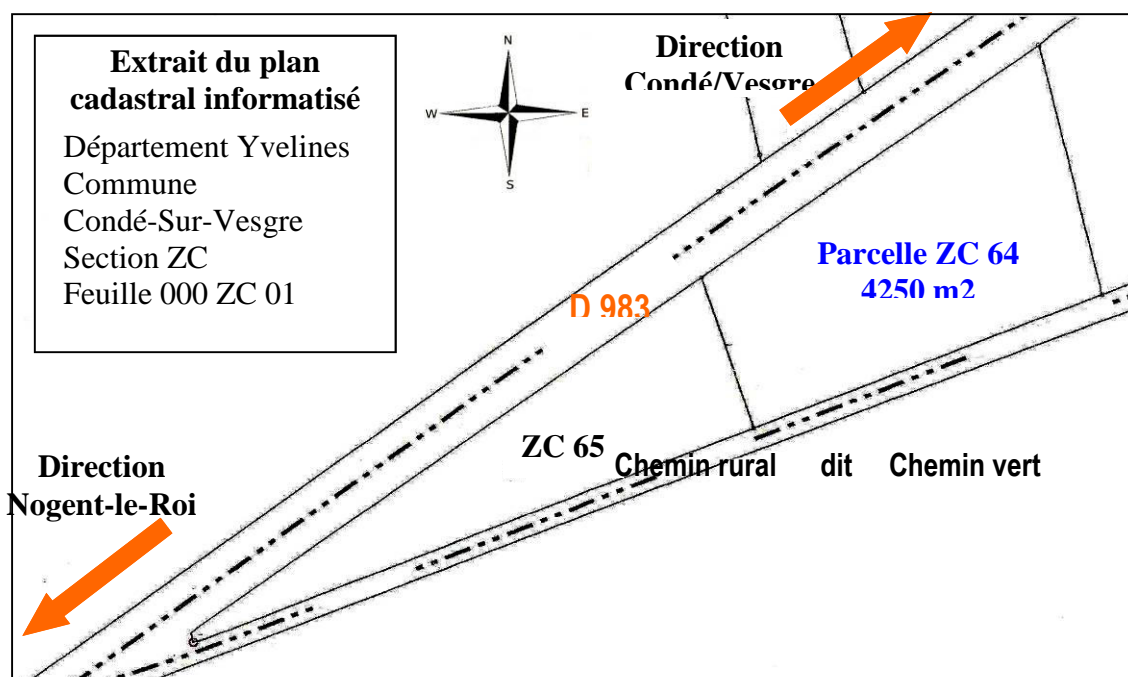 Extrait du plan
cadastral informatisé
Département Yvelines
Commune
Condé-Sur-Vesgre
Section ZC
Feuille 000 ZC 01
N
W
E
S
Direction
Condé/Vesgre
Parcelle ZC 64
4250 m2
D 983
ZC 65
Chemin rural dit Chemin vert
Direction
Nogent-le-Roi